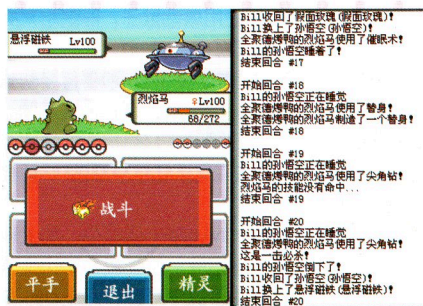 悬浮磁铁 Lv100
烈焰马 ♀Lv100
68/272
战斗
平手
退出
精灵
Bill收回了假面玫瑰(假面玫瑰)!
Bill换上了孙悟空(孙悟空)!
全聚德烤鸭的烈焰马使用了催眠术!
Bill的孙悟空睡着了!
结束回合 #17
开始回合 #18
Bill的孙悟空正在睡觉
全聚德烤鸭的烈焰马使用了替身!
全聚德烤鸭的烈焰马制造了一个替身!
结束回合 #18
开始回合 #19
Bill的孙悟空正在睡觉
全聚德烤鸭的烈焰马使用了尖角钻!
烈焰马的技能没有命中...
结束回合 #19
开始回合 #20
Bill的孙悟空正在睡觉
全聚德烤鸭的烈焰马使用了尖角钻!
这是一击必杀!
Bill的孙悟空倒下了!
Bill收回了孙悟空(孙悟空)!
Bill换上了悬浮磁铁(悬浮磁铁)!
结束回合 #20